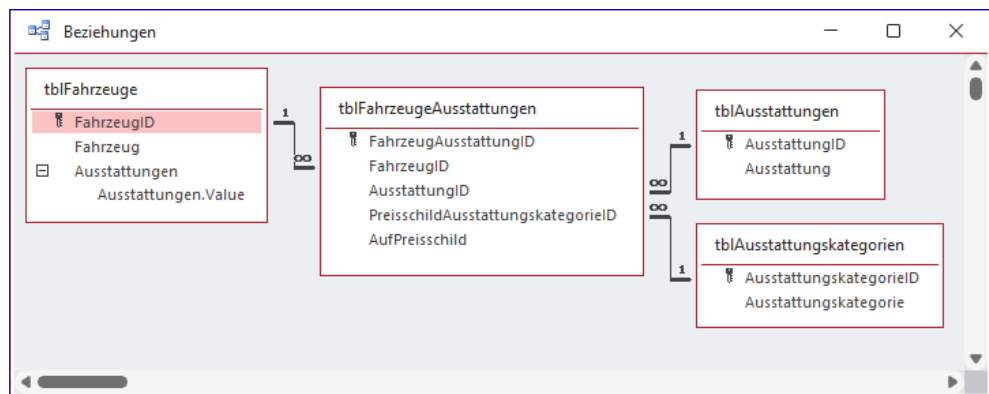 Beziehungen
tblFahrzeuge
FahrzeugID
Fahrzeug
Ausstattungen
Ausstattungen.Value
1
∞
tblFahrzeugeAusstattungen
FahrzeugAusstattungID
FahrzeugID
AusstattungID
PreisschildAusstattungskategorieID
AufPreisschild
∞
1
∞
1
tblAusstattungen
AusstattungID
Ausstattung
tblAusstattungskategorien
AusstattungskategorieID
Ausstattungskategorie